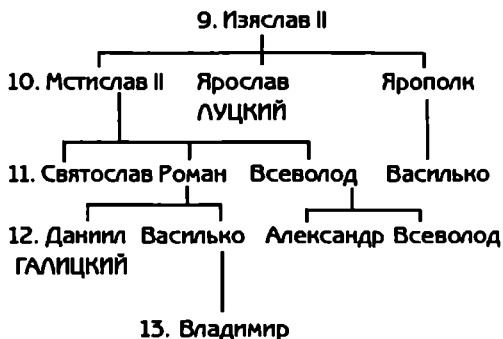 9. Изяслав II
10. Мстислав II Ярослав Ярополк
ЛУЦКИЙ
11. Святослав Роман Всеволод Василько
12. Даниил Василько Александр Всеволод
ГАЛИЦКИЙ
13. Владимир